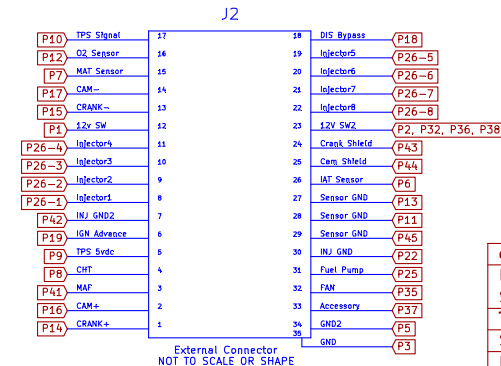 J2
P10 TPS Signal 17 18 DIS Bypass P18
P12 O2 Sensor 16 19 Injector5 P26-5
P7 MAT Sensor 15 20 Injector6 P26-6
P17 CAM- 14 21 Injector7 P26-7
P15 CRANK- 13 22 Injector8 P26-8
P1 12v SW 12 23 12V SW2 P2, P32, P36, P38
P26-4 Injector4 11 24 Crank Shield P43
P26-3 Injector3 10 25 Cam Shield P44
P26-2 Injector2 9 26 IAT Sensor P6
P26-1 Injector1 8 27 Sensor GND P13
P42 INJ GND2 7 28 Sensor GND P11
P19 IGN Advance 6 29 Sensor GND P45
P9 TPS 5vdc 5 30 INJ GND P22
P8 CHT 4 31 Fuel Pump P25
P41 MAF 3 32 FAN P35
P16 CAM+ 2 33 Accessory P37
P14 CRANK+ 1 34 GND2 P5
35 GND P3
External Connector
NOT TO SCALE OR SHAPE